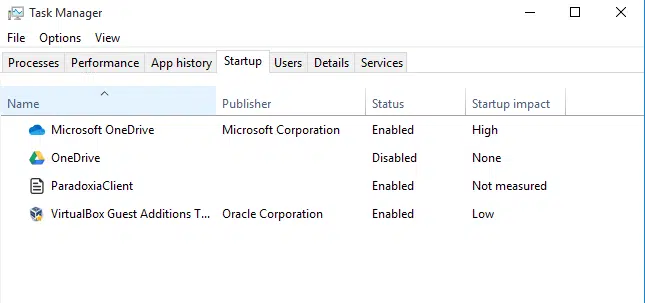 Task Manager
File Options View
Processes Performance App history Startup Users Details Services
Name Publisher Status Startup impact
Microsoft OneDrive Microsoft Corporation Enabled High
OneDrive Disabled None
ParadoxiaClient Enabled Not measured
VirtualBox Guest Additions T... Oracle Corporation Enabled Low